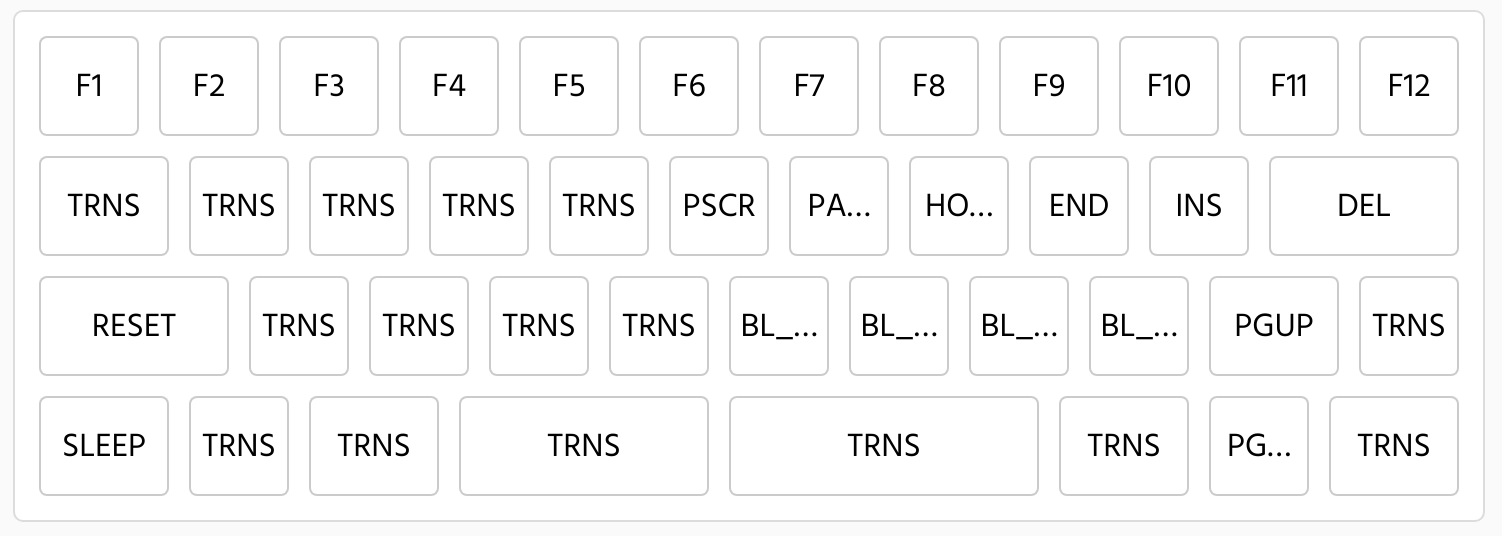 F1 F2 F3 F4 F5 F6 F7 F8 F9 F10 F11 F12
TRNS TRNS TRNS TRNS TRNS PSCR PA... HO... END INS DEL
RESET TRNS TRNS TRNS TRNS BL_... BL_... BL_... BL_... PGUP TRNS
SLEEP TRNS TRNS TRNS TRNS TRNS PG... TRNS